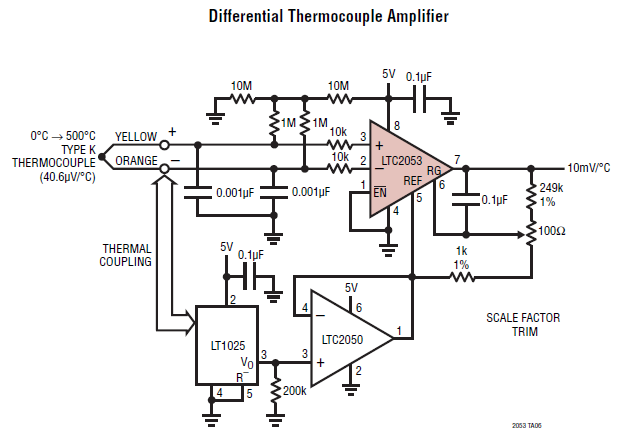 Differential Thermocouple Amplifier
5V
0.1µF
10M
10M
8
1M
1M
0°C → 500°C
TYPE K
THERMOCOUPLE
(40.6µV/°C)
YELLOW
+
ORANGE
−
10k
10k
3
+
2
−
LTC2053
1
EN
REF
RG
7
6
5
4
10mV/°C
249k
1%
0.1µF
100Ω
0.001µF
0.001µF
1k
1%
SCALE FACTOR
TRIM
THERMAL
COUPLING
5V
0.1µF
2
LT1025
VO
3
R−
4
5
200k
5V
4
−
6
LTC2050
3
+
1
2
2053 TA06